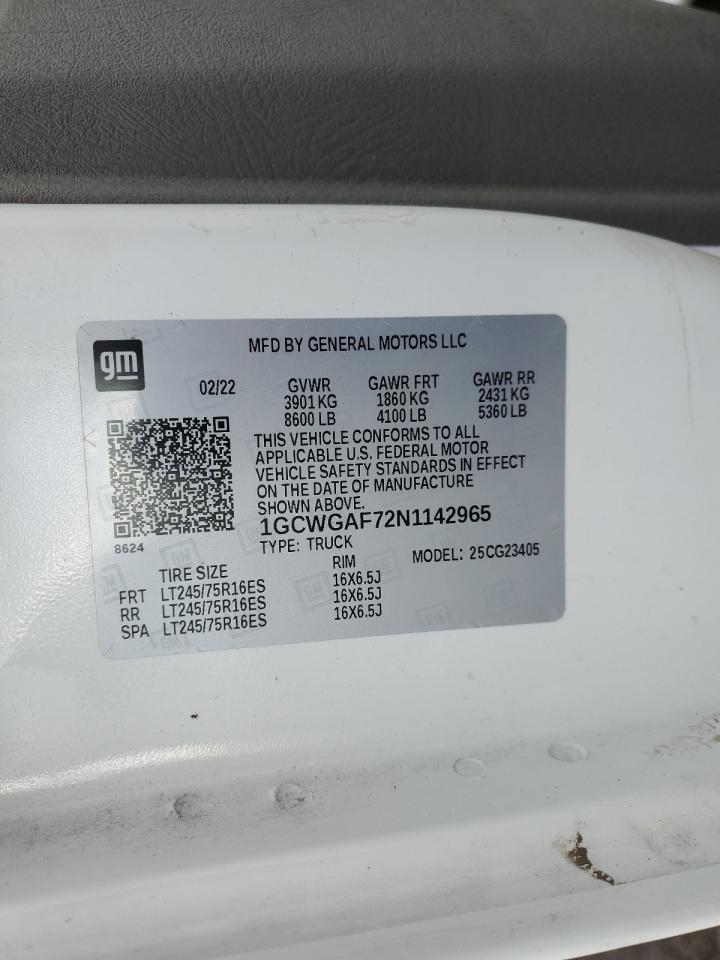 gm
MFD BY GENERAL MOTORS LLC
02/22
GVWR GAWR FRT GAWR RR
3901 KG 1860 KG 2431 KG
8600 LB 4100 LB 5360 LB
THIS VEHICLE CONFORMS TO ALL
APPLICABLE U.S. FEDERAL MOTOR
VEHICLE SAFETY STANDARDS IN EFFECT
ON THE DATE OF MANUFACTURE
SHOWN ABOVE.
1GCWGAF72N1142965
8624
TYPE: TRUCK
MODEL: 25CG23405
TIRE SIZE RIM
FRT LT245/75R16ES 16X6.5J
RR LT245/75R16ES 16X6.5J
SPA LT245/75R16ES 16X6.5J